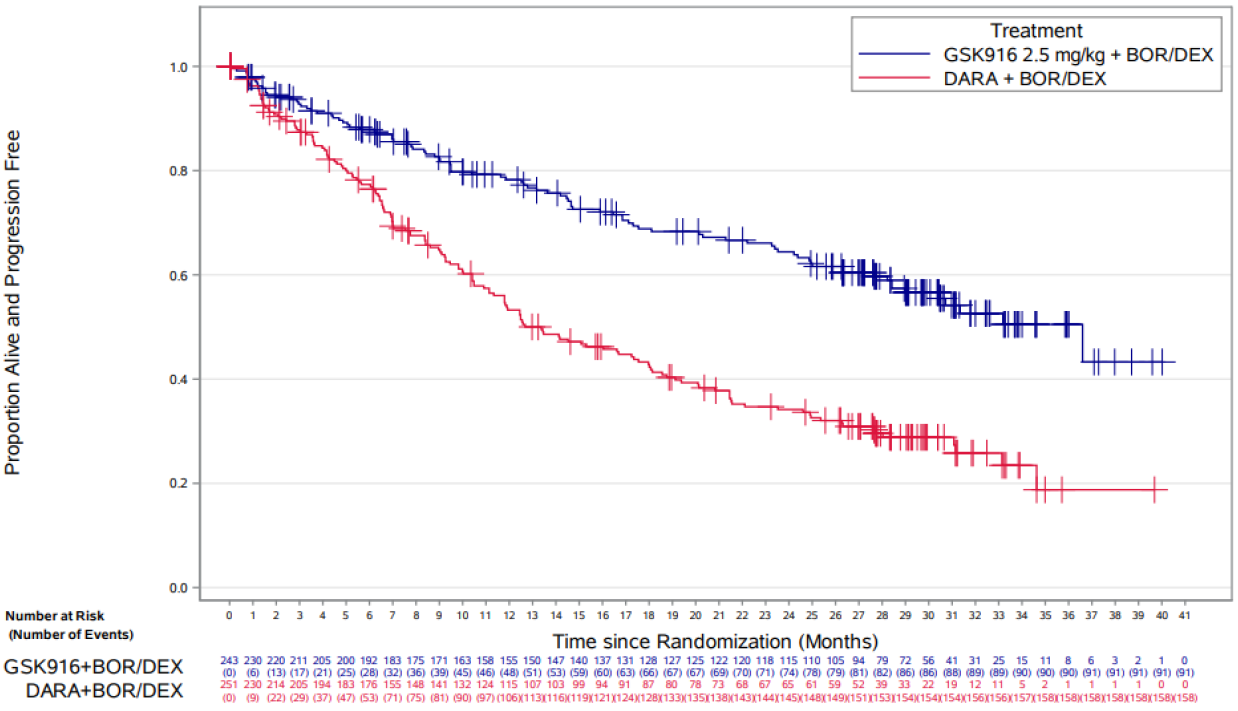 Treatment
GSK916 2.5 mg/kg + BOR/DEX
DARA + BOR/DEX
Proportion Alive and Progression Free
1.0
0.8
0.6
0.4
0.2
0.0
0 1 2 3 4 5 6 7 8 9 10 11 12 13 14 15 16 17 18 19 20 21 22 23 24 25 26 27 28 29 30 31 32 33 34 35 36 37 38 39 40 41
Time since Randomization (Months)
Number at Risk
(Number of Events)
GSK916+BOR/DEX
243 230 220 211 205 200 192 183 175 171 163 158 155 150 147 140 137 131 128 127 125 122 120 118 115 110 105 94 79 72 56 41 31 25 15 11 8 6 3 2 1 0
(0) (6) (13) (17) (21) (25) (28) (32) (36) (39) (45) (46) (48) (51) (53) (59) (60) (63) (66) (67) (67) (69) (70) (71) (74) (78) (79) (81) (82) (86) (86) (88) (89) (89) (90) (90) (90) (91) (91) (91) (91) (91)
DARA+BOR/DEX
251 230 214 205 194 183 176 155 148 141 132 124 115 107 103 99 94 91 87 80 78 73 68 67 65 61 59 52 39 33 22 19 12 11 5 2 1 1 1 1 0 0
(0) (9) (22) (29) (37) (47) (53) (71) (75) (81) (90) (97) (106) (113) (116) (119) (121) (124) (128) (133) (135) (138) (143) (144) (145) (148) (149) (151) (153) (154) (154) (154) (156) (156) (157) (158) (158) (158) (158) (158) (158) (158)